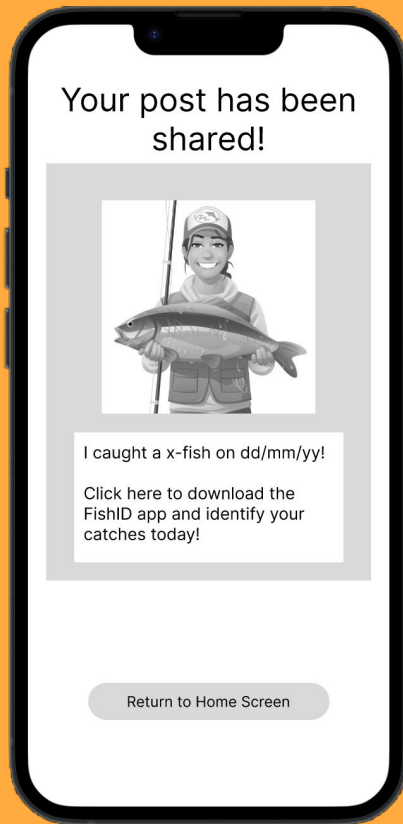 Your post has been
shared!
I caught a x-fish on dd/mm/yy!
Click here to download the
FishID app and identify your
catches today!
Return to Home Screen